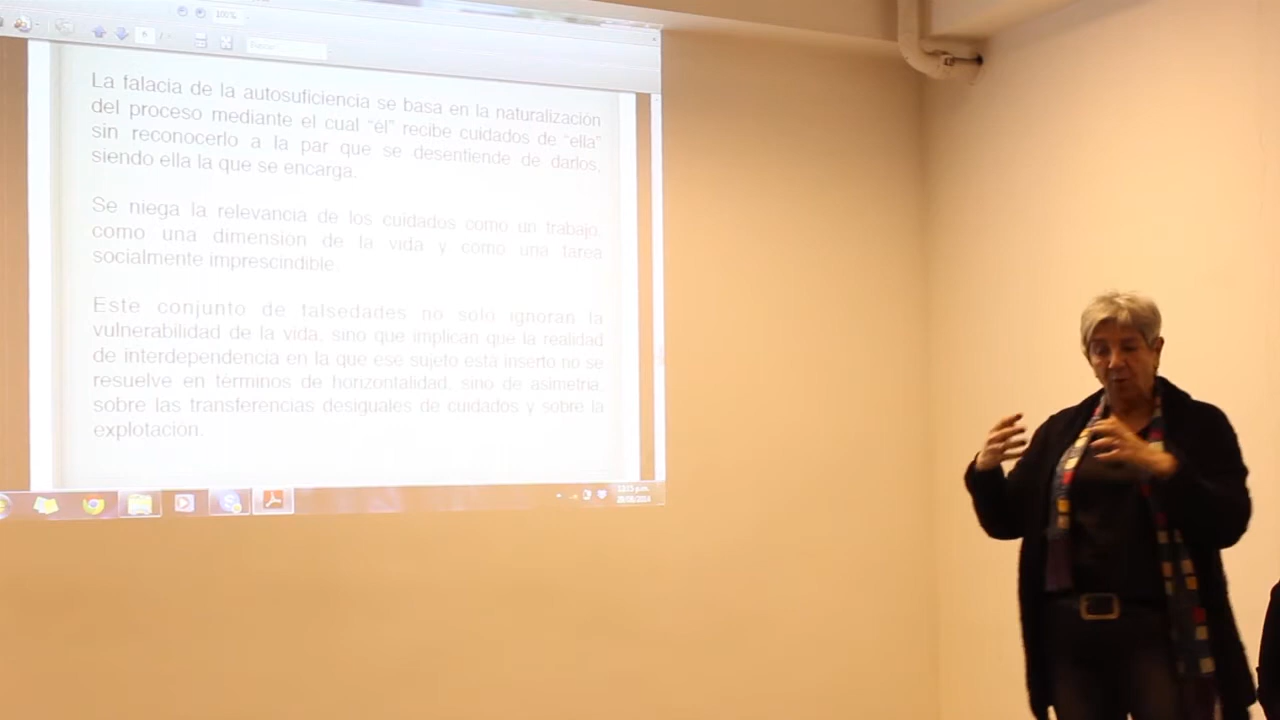 100%
6
Buscar
La falacia de la autosuficiencia se basa en la naturalización
del proceso mediante el cual “él” recibe cuidados de “ella”
sin reconocerlo a la par que se desentiende de darlos,
siendo ella la que se encarga.
Se niega la relevancia de los cuidados como un trabajo,
como una dimensión de la vida y como una tarea
socialmente imprescindible.
Este conjunto de falsedades no solo ignoran la
vulnerabilidad de la vida, sino que implican que la realidad
de interdependencia en la que ese sujeto está inserto no se
resuelve en términos de horizontalidad, sino de asimetría,
sobre las transferencias desiguales de cuidados y sobre la
explotación.